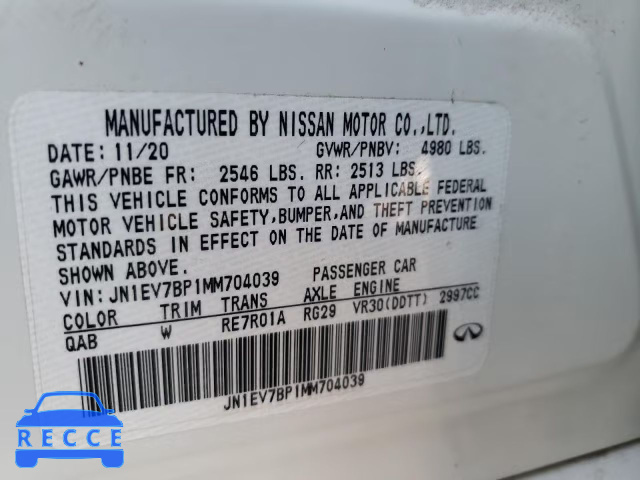 MANUFACTURED BY NISSAN MOTOR CO.,LTD.
DATE: 11/20 GVWR/PNBV: 4980 LBS.
GAWR/PNBE FR: 2546 LBS. RR: 2513 LBS.
THIS VEHICLE CONFORMS TO ALL APPLICABLE FEDERAL
MOTOR VEHICLE SAFETY,BUMPER,AND THEFT PREVENTION
STANDARDS IN EFFECT ON THE DATE OF MANUFACTURE
SHOWN ABOVE.
VIN:JN1EV7BP1MM704039 PASSENGER CAR
COLOR TRIM TRANS AXLE ENGINE
QAB W RE7R01A RG29 VR30(DDTT) 2997CC
JN1EV7BP1MM704039
RECCE